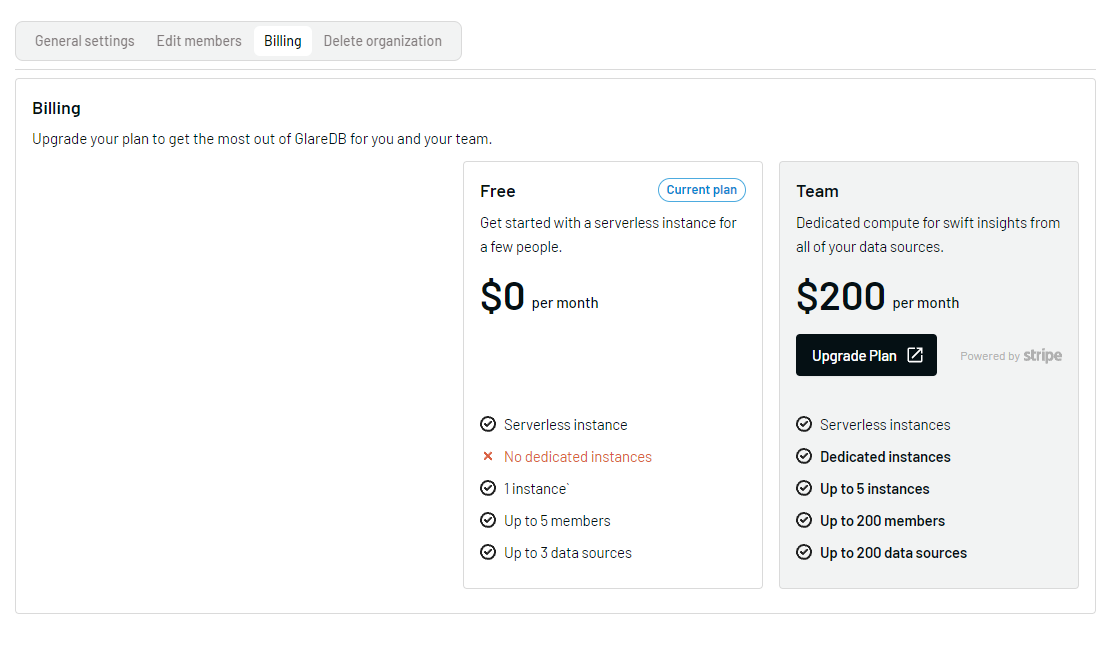 General settings Edit members Billing Delete organization
Billing
Upgrade your plan to get the most out of GlareDB for you and your team.
Free Current plan
Get started with a serverless instance for
a few people.
$0 per month
Serverless instance
No dedicated instances
1 instance`
Up to 5 members
Up to 3 data sources
Team
Dedicated compute for swift insights from
all of your data sources.
$200 per month
Upgrade Plan Powered by stripe
Serverless instances
Dedicated instances
Up to 5 instances
Up to 200 members
Up to 200 data sources